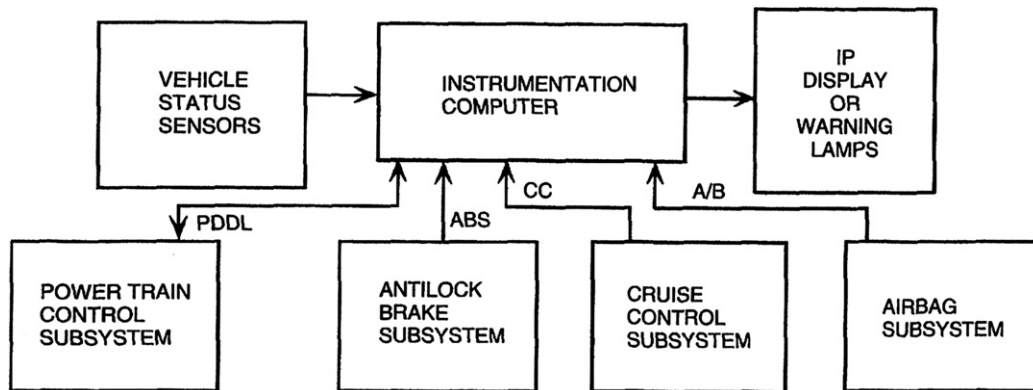 VEHICLE
STATUS
SENSORS
INSTRUMENTATION
COMPUTER
IP
DISPLAY
OR
WARNING
LAMPS
PDDL
ABS
CC
A/B
POWER TRAIN
CONTROL
SUBSYSTEM
ANTILOCK
BRAKE
SUBSYSTEM
CRUISE
CONTROL
SUBSYSTEM
AIRBAG
SUBSYSTEM